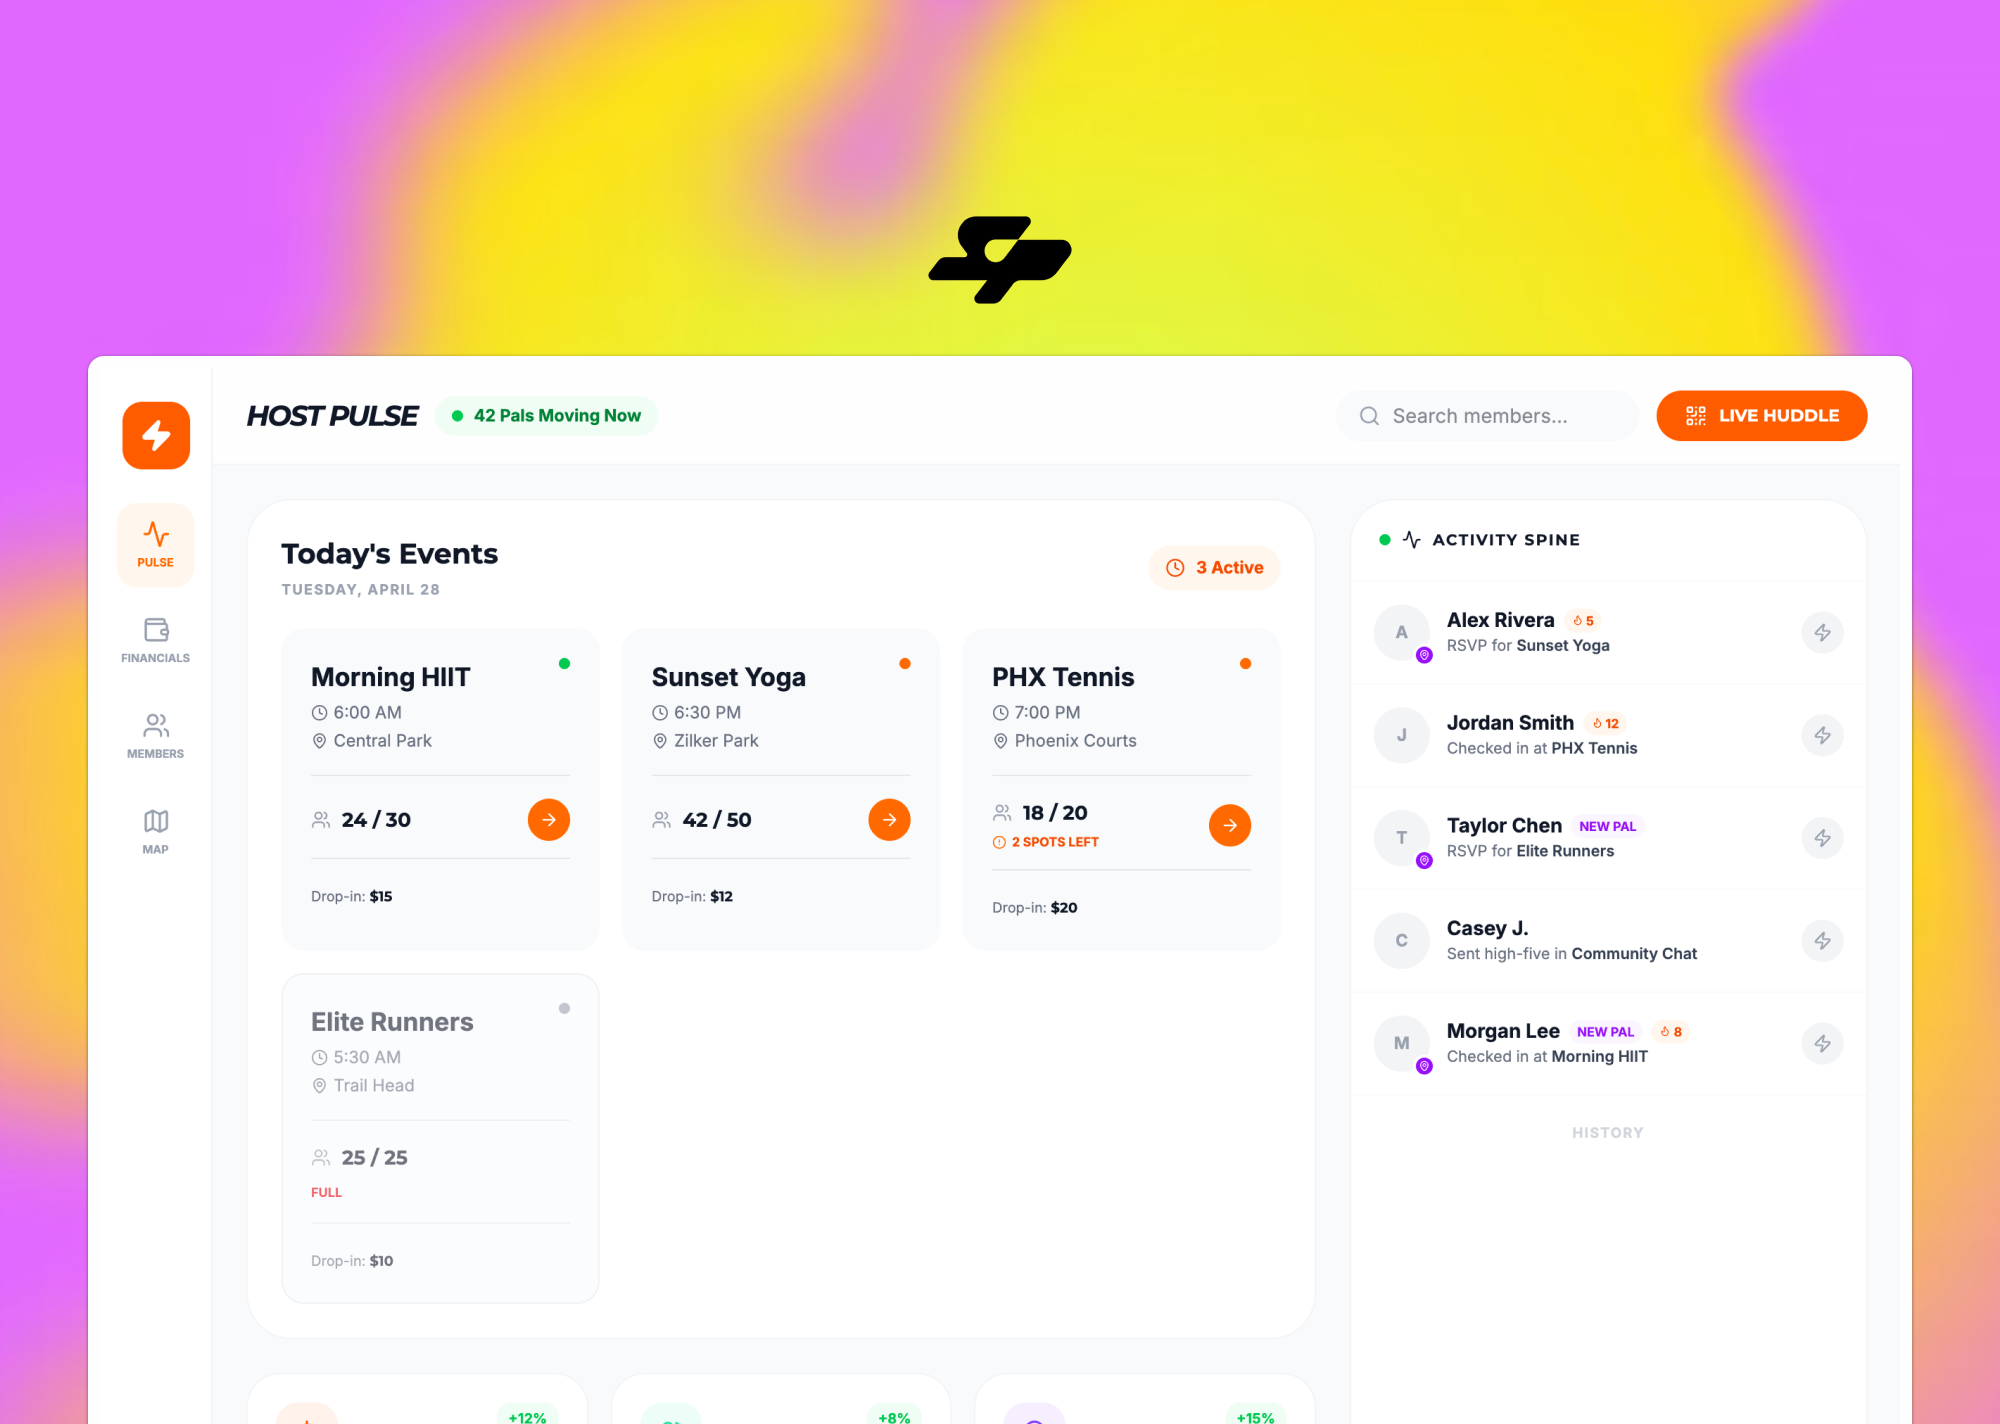 HOST PULSE
42 Pals Moving Now
Search members...
LIVE HUDDLE
PULSE
FINANCIALS
MEMBERS
MAP
Today's Events
TUESDAY, APRIL 28
3 Active
Morning HIIT
6:00 AM
Central Park
24 / 30
Drop-in: $15
Sunset Yoga
6:30 PM
Zilker Park
42 / 50
Drop-in: $12
PHX Tennis
7:00 PM
Phoenix Courts
18 / 20
2 SPOTS LEFT
Drop-in: $20
Elite Runners
5:30 AM
Trail Head
25 / 25
FULL
Drop-in: $10
ACTIVITY SPINE
A
Alex Rivera 5
RSVP for Sunset Yoga
J
Jordan Smith 12
Checked in at PHX Tennis
T
Taylor Chen NEW PAL
RSVP for Elite Runners
C
Casey J.
Sent high-five in Community Chat
M
Morgan Lee NEW PAL 8
Checked in at Morning HIIT
HISTORY
+12%
+8%
+15%